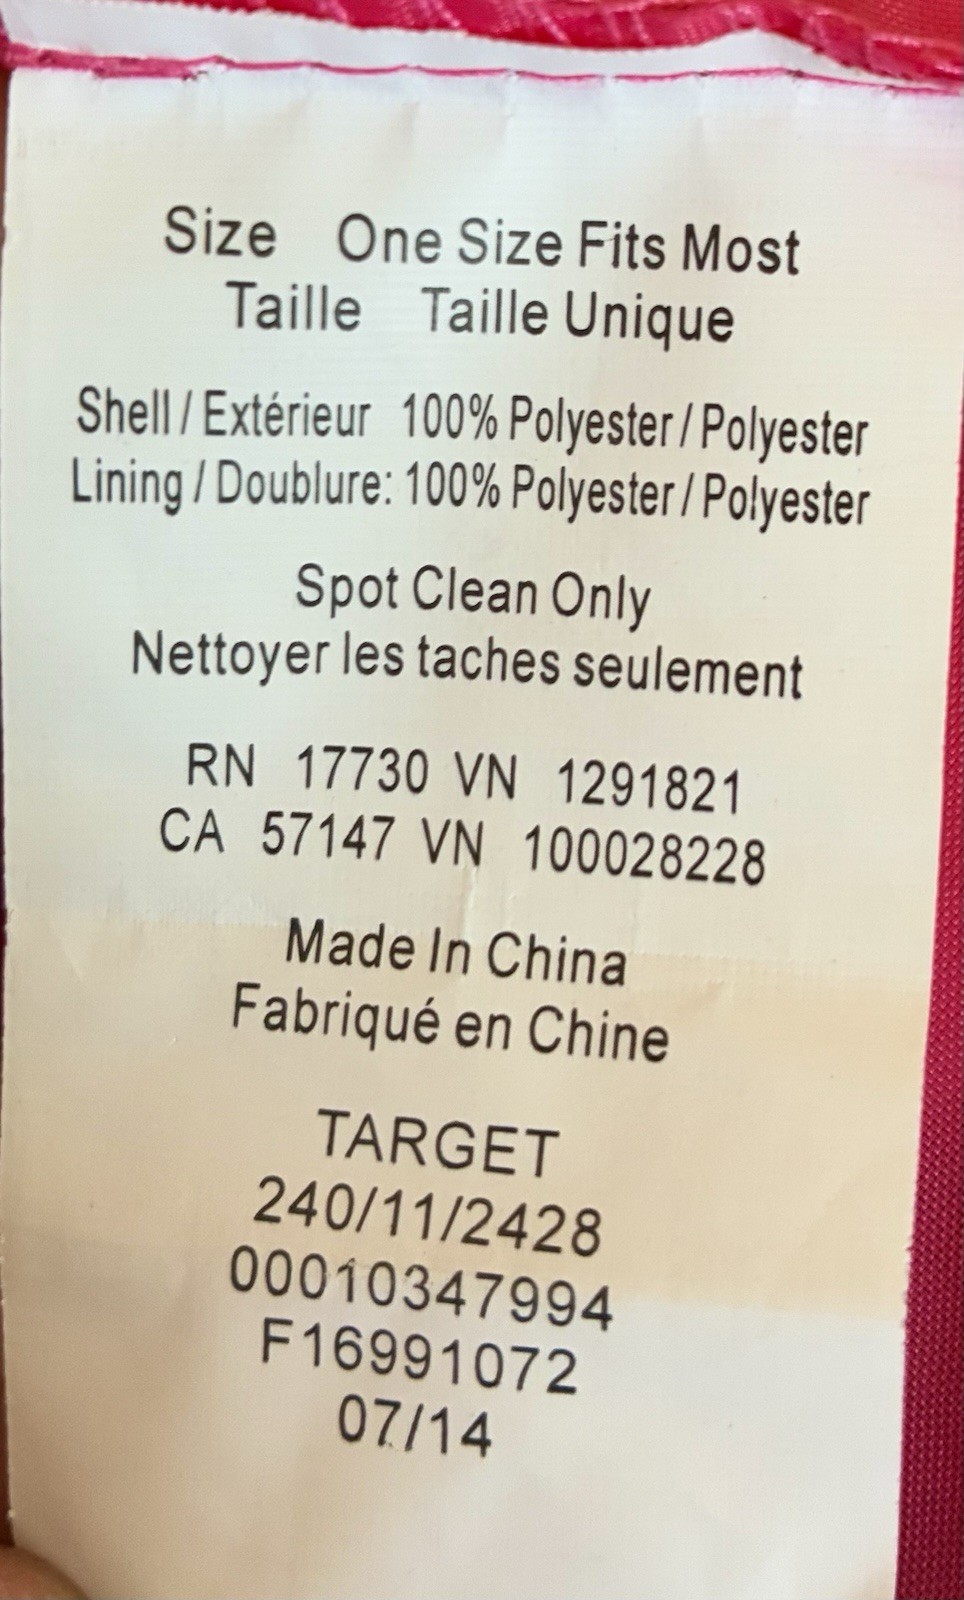 Size One Size Fits Most
Taille Taille Unique
Shell / Extérieur 100% Polyester / Polyester
Lining / Doublure: 100% Polyester / Polyester
Spot Clean Only
Nettoyer les taches seulement
RN 17730 VN 1291821
CA 57147 VN 100028228
Made In China
Fabriqué en Chine
TARGET
240/11/2428
00010347994
F16991072
07/14